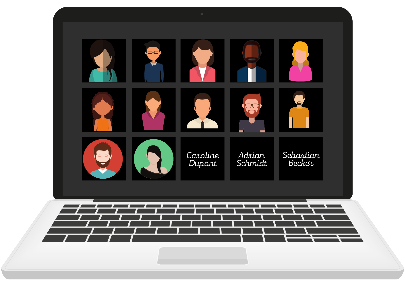 Caroline
Dupont
Adrian
Schmidt
Sebastian
Becker